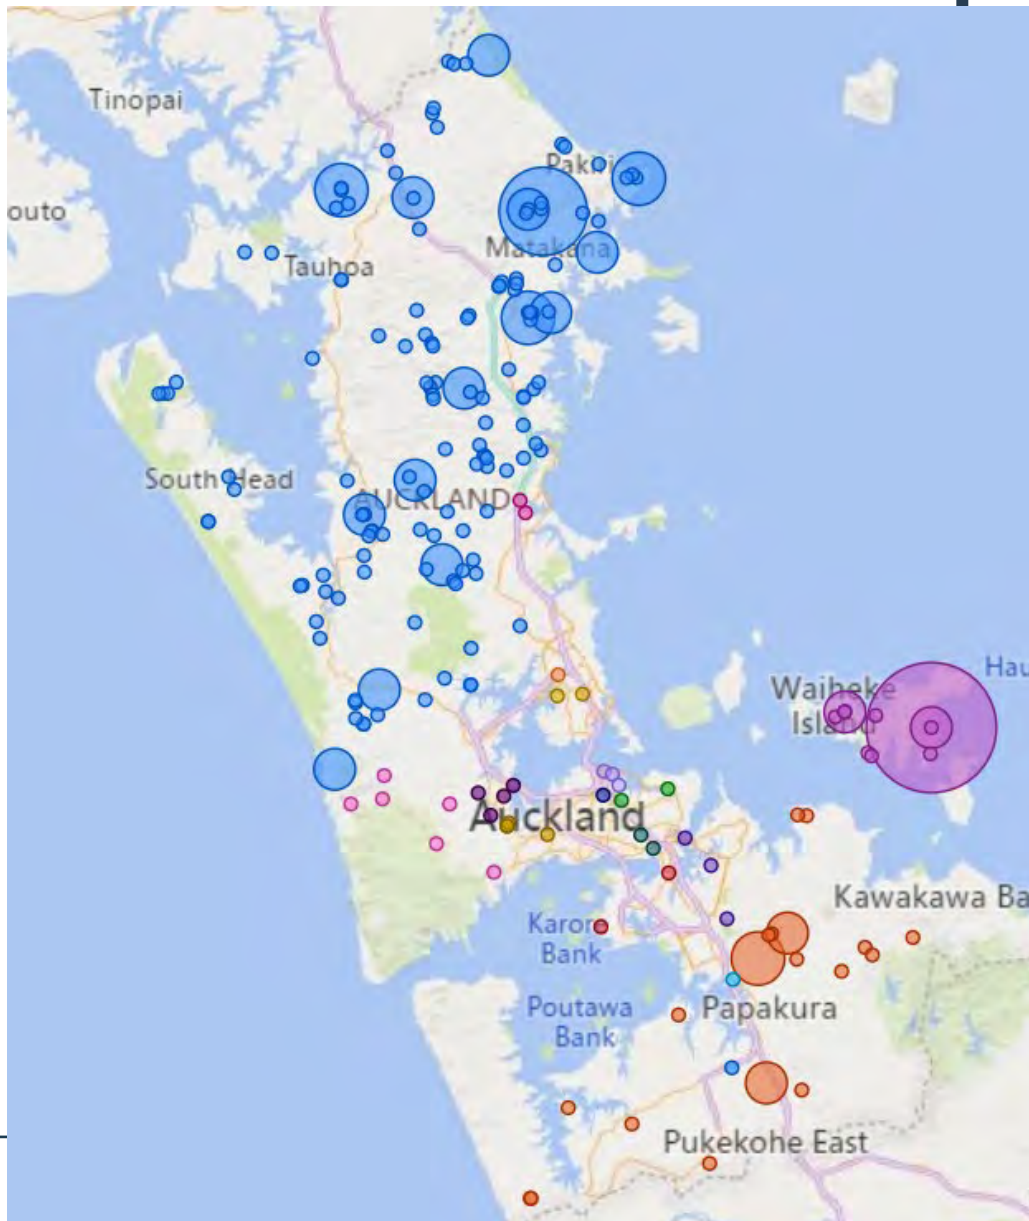 Tinopai
outo
Pakiri
Matakana
Tauhoa
South Head
AUCKLAND
Hau
Waiheke
Island
Auckland
Kawakawa Ba
Karore
Bank
Poutawa
Bank
Papakura
Pukekohe East